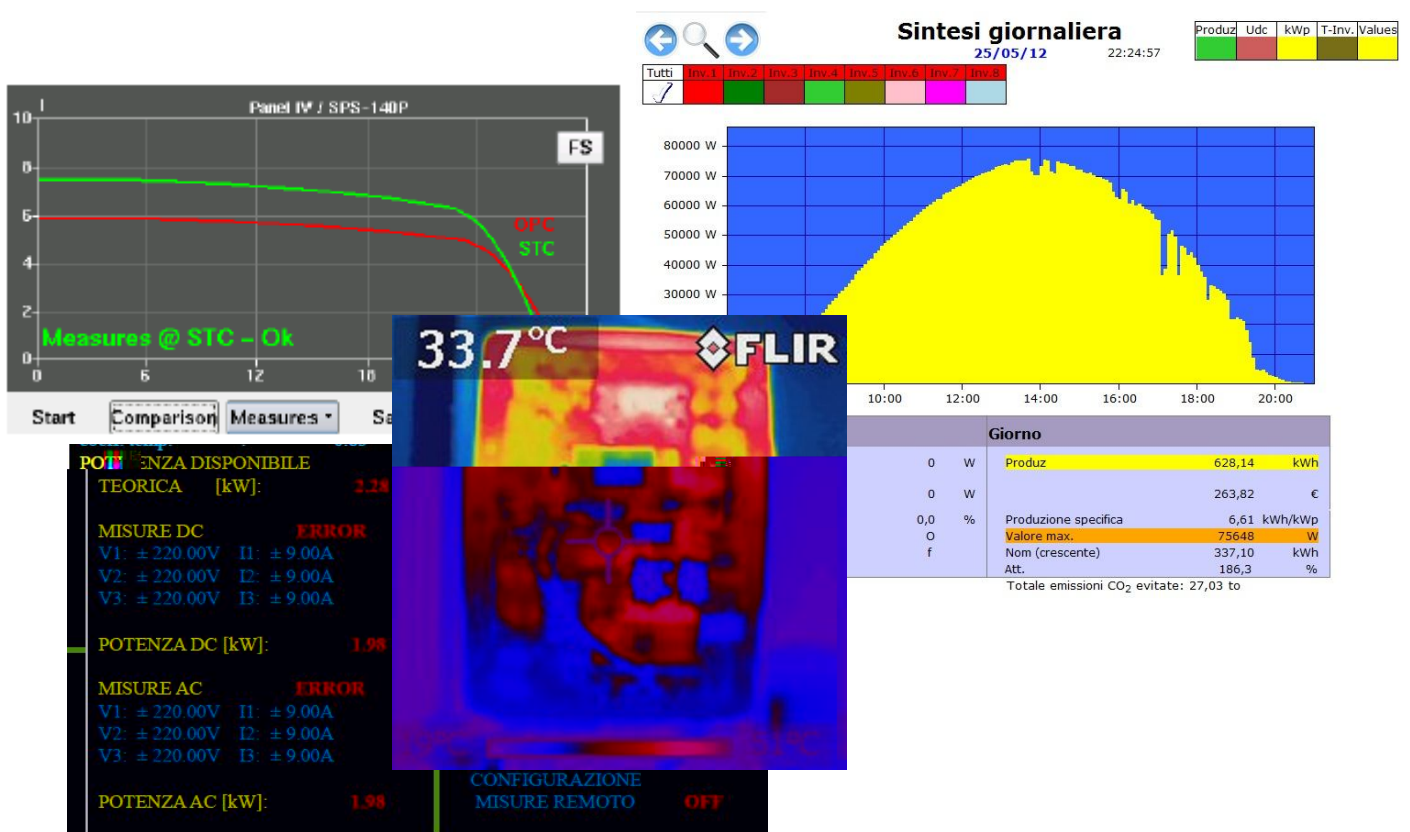 Sintesi giornaliera
25/05/12 22:24:57
Produz Udc kWp T-Inv. Values
Tutti Inv.1 Inv.2 Inv.3 Inv.4 Inv.5 Inv.6 Inv.7 Inv.8
I
Panel IV / SPS-140P
10
8
6
4
2
0
0 6 12 18
FS
OPC
STC
Measures @ STC - Ok
Start Comparison Measures
80000 W
70000 W
60000 W
50000 W
40000 W
30000 W
10:00 12:00 14:00 16:00 18:00 20:00
33.7°C
FLIR
Giorno
0 W Produz 628,14 kWh
0 W 263,82 €
0,0 % Produzione specifica 6,61 kWh/kWp
O Valore max. 75648 W
f Nom (crescente) 337,10 kWh
Att. 186,3 %
Totale emissioni CO2 evitate: 27,03 to
DISPONIBILE
TEORICA [kW]: 2.28
MISURE DC ERROR
V1: ± 220.00V I1: ± 9.00A
V2: ± 220.00V I2: ± 9.00A
V3: ± 220.00V I3: ± 9.00A
POTENZA DC [kW]: 1.98
MISURE AC ERROR
V1: ± 220.00V I1: ± 9.00A
V2: ± 220.00V I2: ± 9.00A
V3: ± 220.00V I3: ± 9.00A
POTENZA AC [kW]: 1.98
CONFIGURAZIONE
MISURE REMOTO OFF